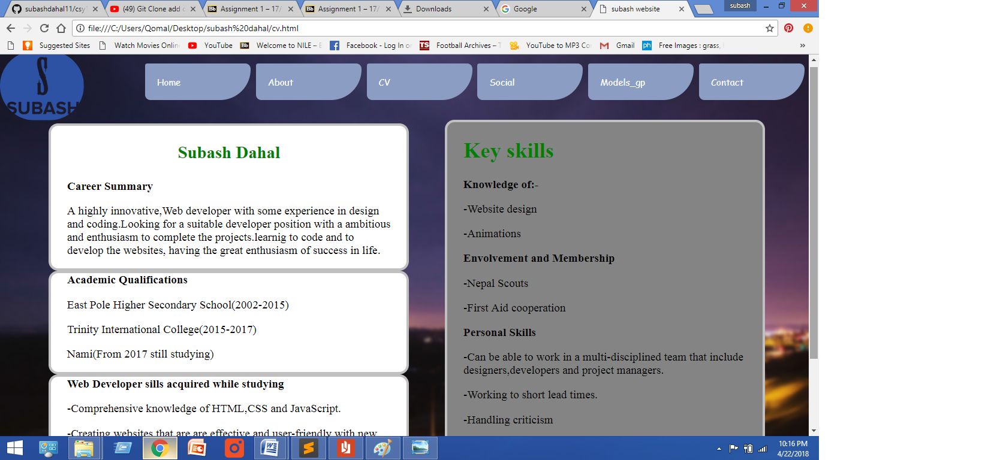 subashdahal11/csy
(49) Git Clone add
Assignment 1 – 17/
Assignment 1 – 17/
Downloads
Google
subash website
subash
file:///C:/Users/Qomal/Desktop/subash%20dahal/cv.html
Suggested Sites
Watch Movies Onlin
YouTube
Welcome to NILE –
Facebook - Log In o
Football Archives –
YouTube to MP3 Co
Gmail
Free Images : grass,
»
S
SUBASH
Home
About
CV
Social
Models_gp
Contact
Subash Dahal
Career Summary
A highly innovative,Web developer with some experience in design
and coding.Looking for a suitable developer position with a ambitious
and enthusiasm to complete the projects.learnig to code and to
develop the websites, having the great enthusiasm of success in life.
Academic Qualifications
East Pole Higher Secondary School(2002-2015)
Trinity International College(2015-2017)
Nami(From 2017 still studying)
Web Developer sills acquired while studying
-Comprehensive knowledge of HTML,CSS and JavaScript.
-Creating websites that are are effective and user-friendly with new
Key skills
Knowledge of:-
-Website design
-Animations
Envolvement and Membership
-Nepal Scouts
-First Aid cooperation
Personal Skills
-Can be able to work in a multi-disciplined team that include
designers,developers and project managers.
-Working to short lead times.
-Handling criticism
10:16 PM
4/22/2018